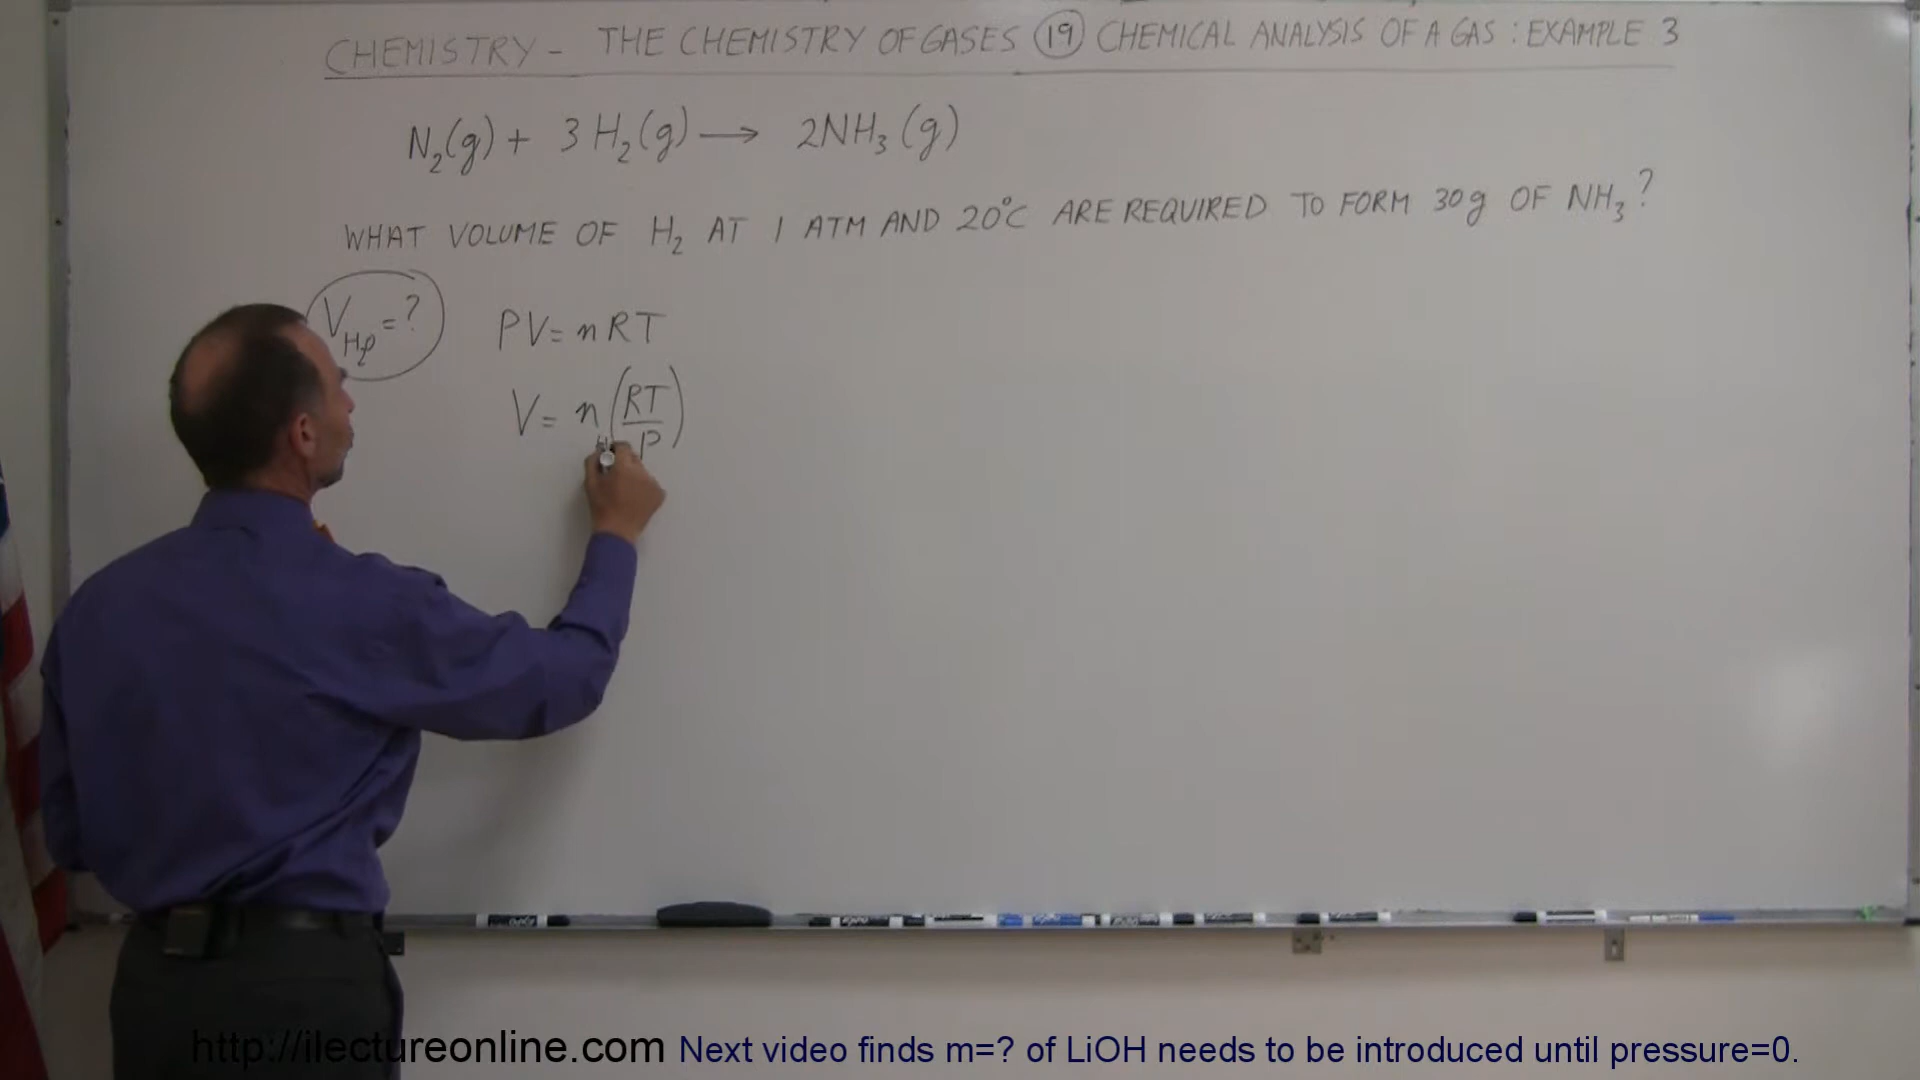 CHEMISTRY - THE CHEMISTRY OF GASES 19 CHEMICAL ANALYSIS OF A GAS : EXAMPLE 3
N₂(g) + 3H₂(g) → 2NH₃(g)
WHAT VOLUME OF H₂ AT 1 ATM AND 20°C ARE REQUIRED TO FORM 30g OF NH₃?
V_H₂ = ?
PV = nRT
V = n_H (RT/P)
http://ilectureonline.com Next video finds m=? of LiOH needs to be introduced until pressure=0.